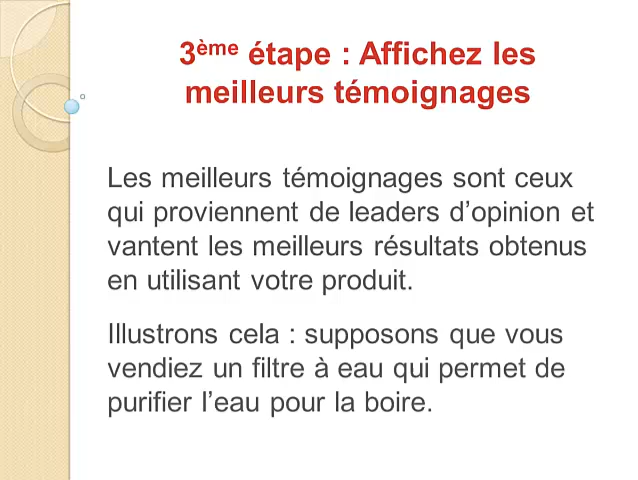 3ème étape : Affichez les
meilleurs témoignages
Les meilleurs témoignages sont ceux
qui proviennent de leaders d’opinion et
vantent les meilleurs résultats obtenus
en utilisant votre produit.
Illustrons cela : supposons que vous
vendiez un filtre à eau qui permet de
purifier l’eau pour la boire.